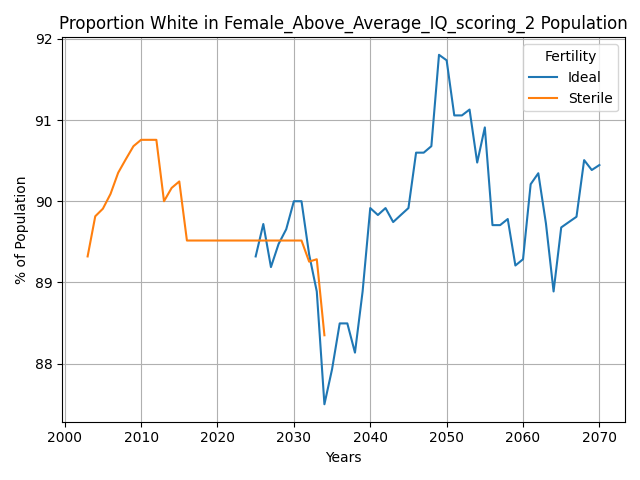 Proportion White in Female_Above_Average_IQ_scoring_2 Population
Fertility
Ideal
Sterile
% of Population
92
91
90
89
88
2000 2010 2020 2030 2040 2050 2060 2070
Years